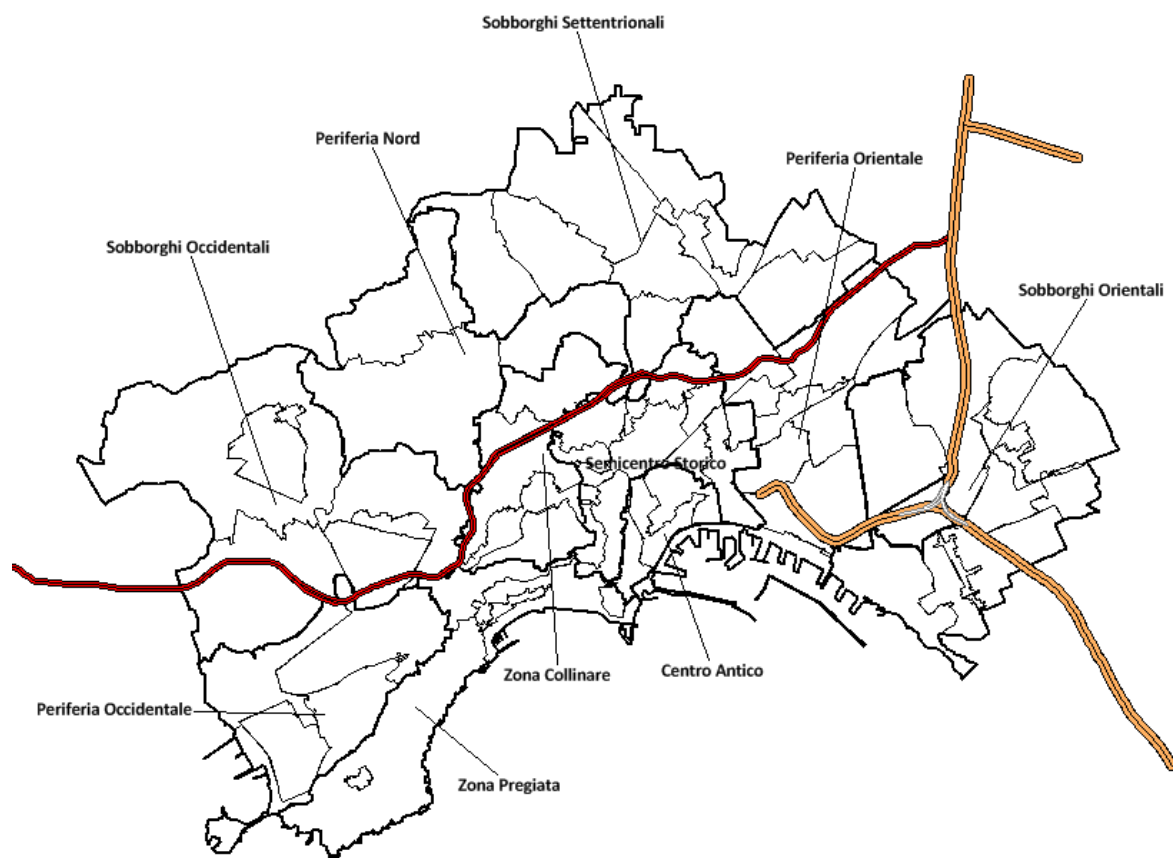 Sobborghi Settentrionali
Periferia Nord
Periferia Orientale
Sobborghi Occidentali
Sobborghi Orientali
Semicentro Storico
Zona Collinare
Centro Antico
Periferia Occidentale
Zona Pregiata